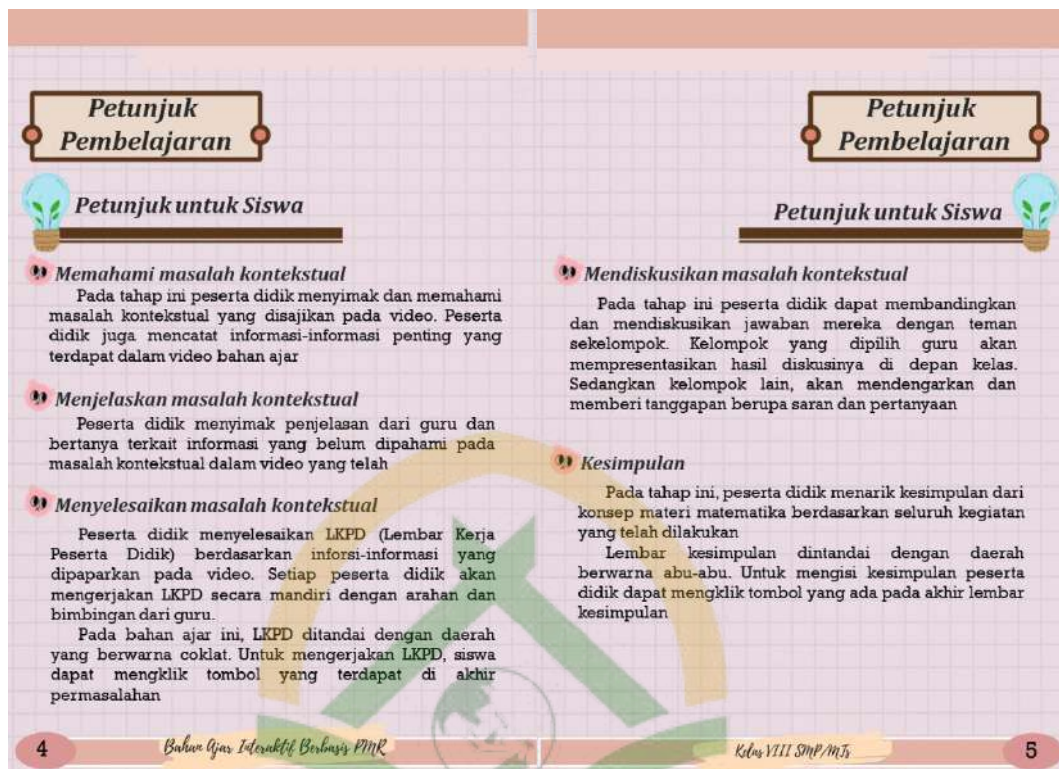 Petunjuk
Pembelajaran
Petunjuk untuk Siswa
Memahami masalah kontekstual
Pada tahap ini peserta didik menyimak dan memahami
masalah kontekstual yang disajikan pada video. Peserta
didik juga mencatat informasi-informasi penting yang
terdapat dalam video bahan ajar
Menjelaskan masalah kontekstual
Peserta didik menyimak penjelasan dari guru dan
bertanya terkait informasi yang belum dipahami pada
masalah kontekstual dalam video yang telah
Menyelesaikan masalah kontekstual
Peserta didik menyelesaikan LKPD (Lembar Kerja
Peserta Didik) berdasarkan inforsi-informasi yang
dipaparkan pada video. Setiap peserta didik akan
mengerjakan LKPD secara mandiri dengan arahan dan
bimbingan dari guru.
Pada bahan ajar ini, LKPD ditandai dengan daerah
yang berwarna coklat. Untuk mengerjakan LKPD, siswa
dapat mengklik tombol yang terdapat di akhir
permasalahan
4
Bahan Ajar Interaktif Berbasis PMR
Petunjuk
Pembelajaran
Petunjuk untuk Siswa
Mendiskusikan masalah kontekstual
Pada tahap ini peserta didik dapat membandingkan
dan mendiskusikan jawaban mereka dengan teman
sekelompok. Kelompok yang dipilih guru akan
mempresentasikan hasil diskusinya di depan kelas.
Sedangkan kelompok lain, akan mendengarkan dan
memberi tanggapan berupa saran dan pertanyaan
Kesimpulan
Pada tahap ini, peserta didik menarik kesimpulan dari
konsep materi matematika berdasarkan seluruh kegiatan
yang telah dilakukan
Lembar kesimpulan dintandai dengan daerah
berwarna abu-abu. Untuk mengisi kesimpulan peserta
didik dapat mengklik tombol yang ada pada akhir lembar
kesimpulan
Kelas VIII SMP/MTs
5